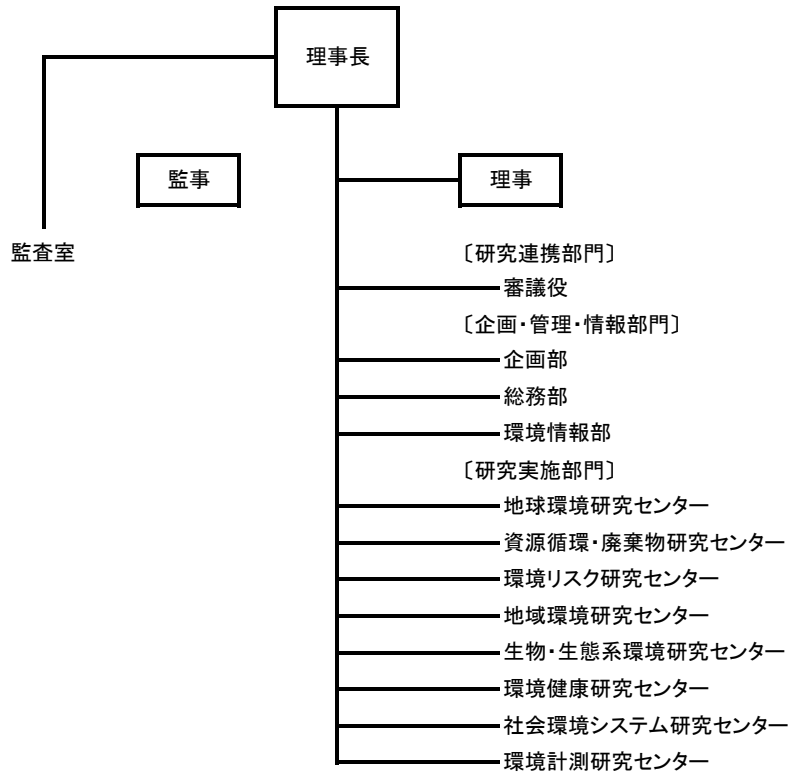 理事長
監事
理事
監査室
〔研究連携部門〕
審議役
〔企画・管理・情報部門〕
企画部
総務部
環境情報部
〔研究実施部門〕
地球環境研究センター
資源循環・廃棄物研究センター
環境リスク研究センター
地域環境研究センター
生物・生態系環境研究センター
環境健康研究センター
社会環境システム研究センター
環境計測研究センター